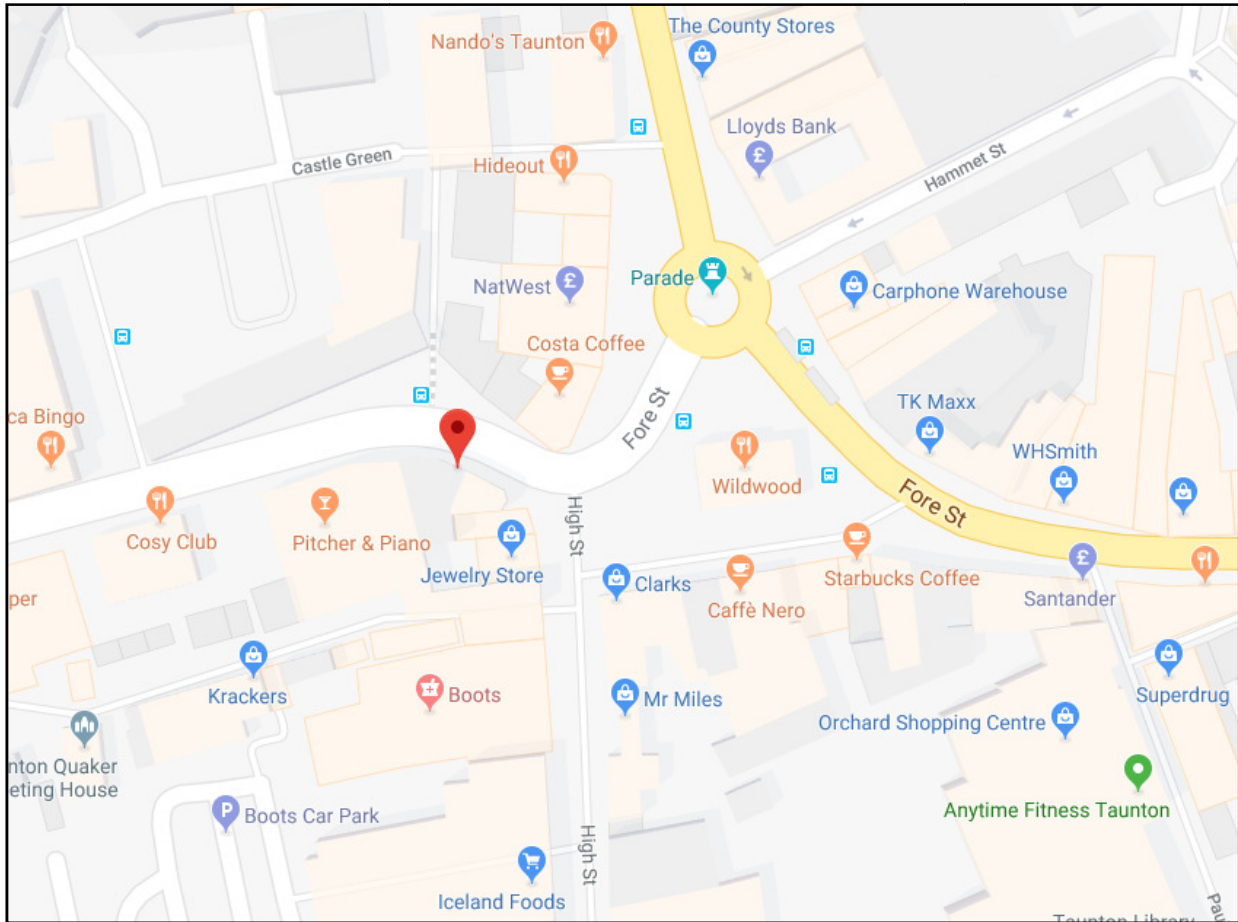 Nando's Taunton
The County Stores
Lloyds Bank
Castle Green
Hideout
Hammet St
Parade
NatWest
Carphone Warehouse
Costa Coffee
Fore St
ca Bingo
TK Maxx
WHSmith
Wildwood
Fore St
High St
Cosy Club
Pitcher & Piano
Jewelry Store
Clarks
Starbucks Coffee
Santander
per
Caffè Nero
Krackers
Boots
Mr Miles
Superdrug
Orchard Shopping Centre
nton Quaker
eting House
P
Boots Car Park
Anytime Fitness Taunton
High St
Iceland Foods
Pau
Taunton Library